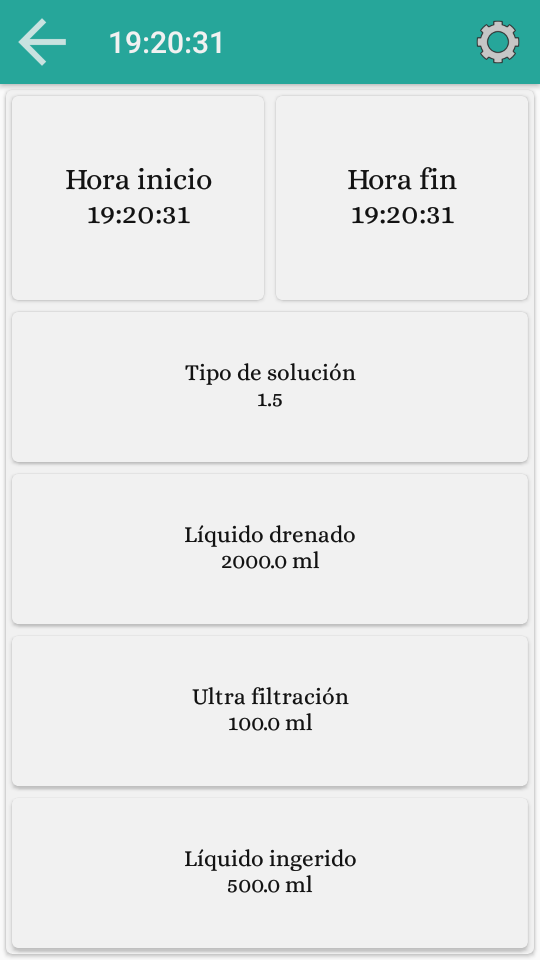 19:20:31
Hora inicio
19:20:31
Hora fin
19:20:31
Tipo de solución
1.5
Líquido drenado
2000.0 ml
Ultra filtración
100.0 ml
Líquido ingerido
500.0 ml